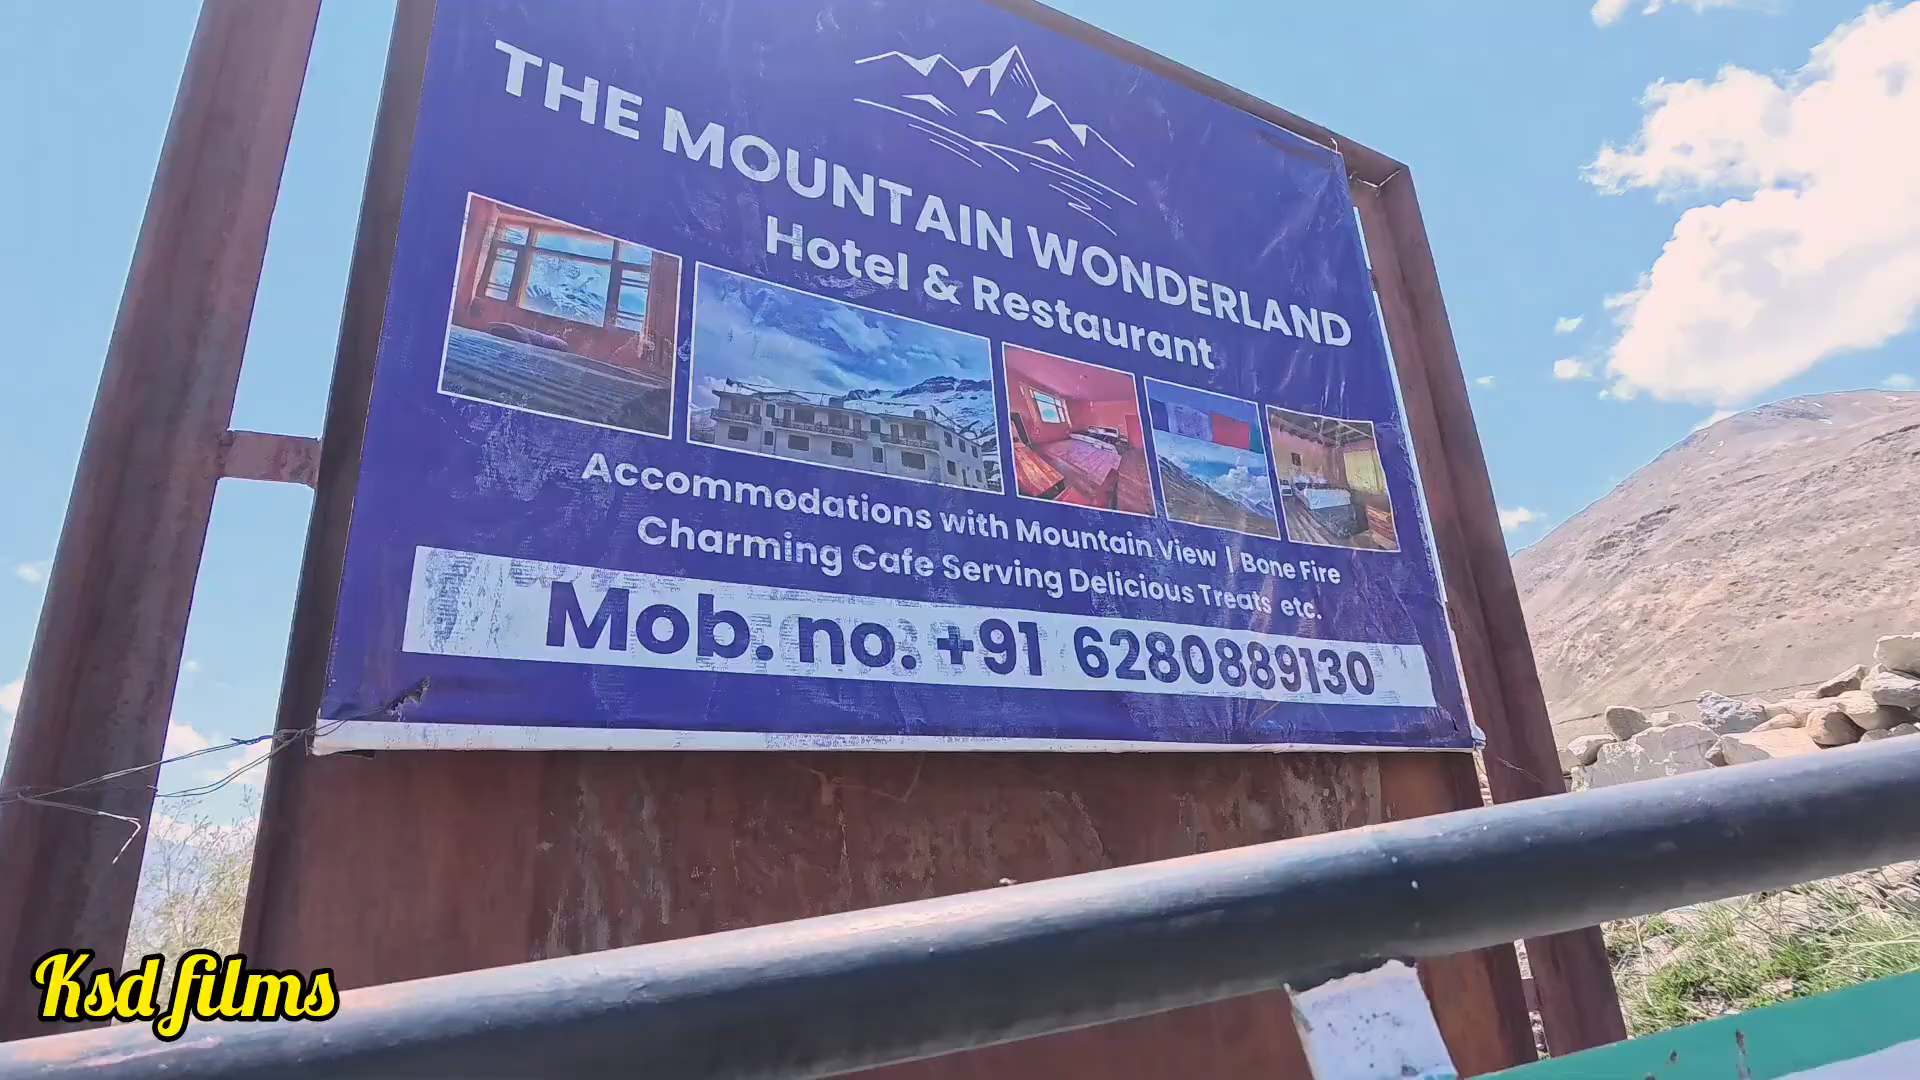 THE MOUNTAIN WONDERLAND
Hotel & Restaurant
Accommodations with Mountain View | Bone Fire
Charming Cafe Serving Delicious Treats etc.
Mob. no. +91 6280889130
Ksd films